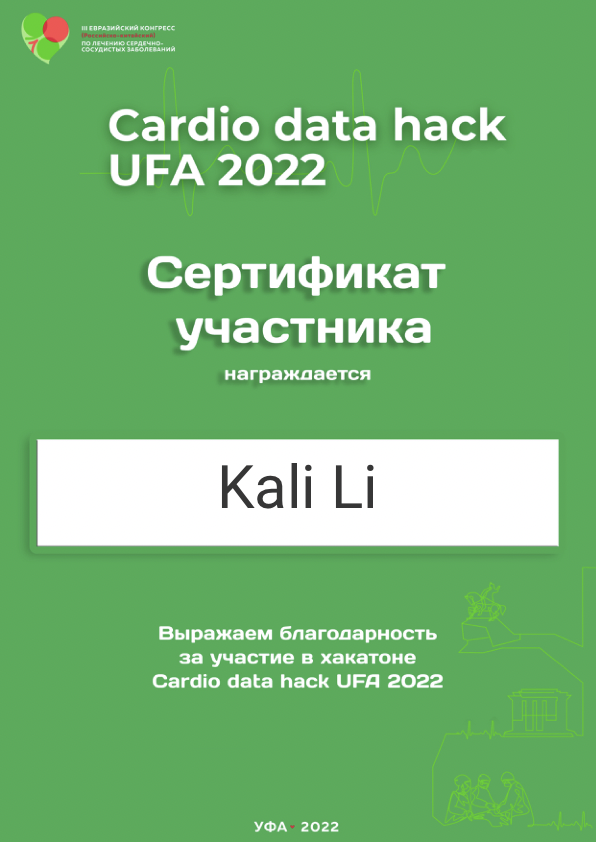 III ЕВРАЗИЙСКИЙ КОНГРЕСС
(Российско-китайский)
ПО ЛЕЧЕНИЮ СЕРДЕЧНО-
СОСУДИСТЫХ ЗАБОЛЕВАНИЙ
Cardio data hack
UFA 2022
Сертификат
участника
награждается
Kali Li
Выражаем благодарность
за участие в хакатоне
Cardio data hack UFA 2022
УФА • 2022